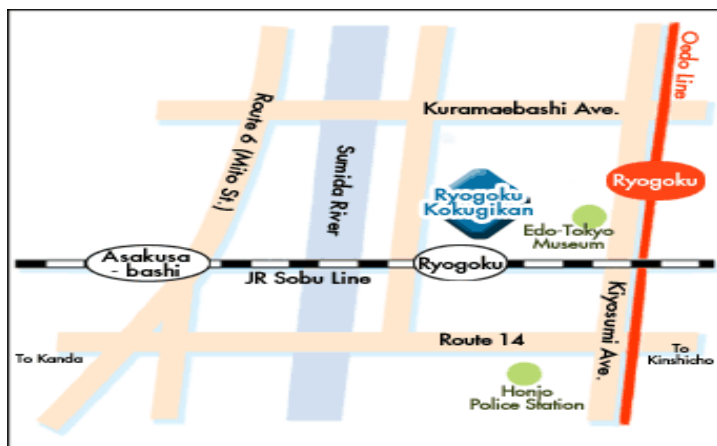 Oedo Line
Kuramaebashi Ave.
Route 6 (Mito St.)
Sumida River
Ryogoku
Kokugikan
Ryogoku
Edo-Tokyo
Museum
Asakusa
- bashi
Ryogoku
JR Sobu Line
Kiyosumi Ave.
Route 14
To Kanda
To
Kinshicho
Honjo
Police Station